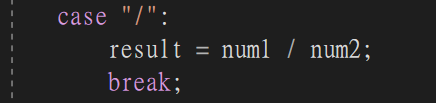 case "/":
result = num1 / num2;
break;